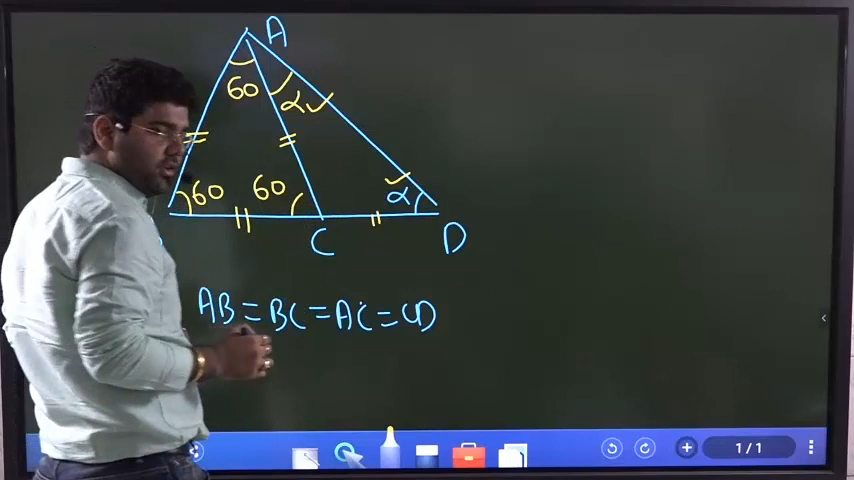 A
60 α
60 60 α
C D
AB = BC = AC = CD
1/1